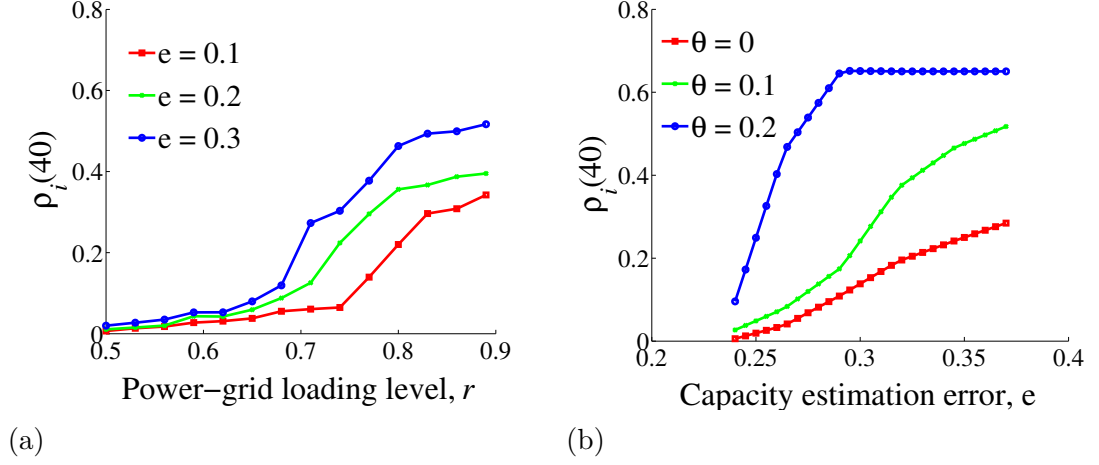 0.8
0.6
0.4
0.2
0
ρi(40)
e = 0.1
e = 0.2
e = 0.3
0.5 0.6 0.7 0.8 0.9
Power−grid loading level, r
(a)
0.8
0.6
0.4
0.2
0
ρi(40)
θ = 0
θ = 0.1
θ = 0.2
0.2 0.25 0.3 0.35 0.4
Capacity estimation error, e
(b)